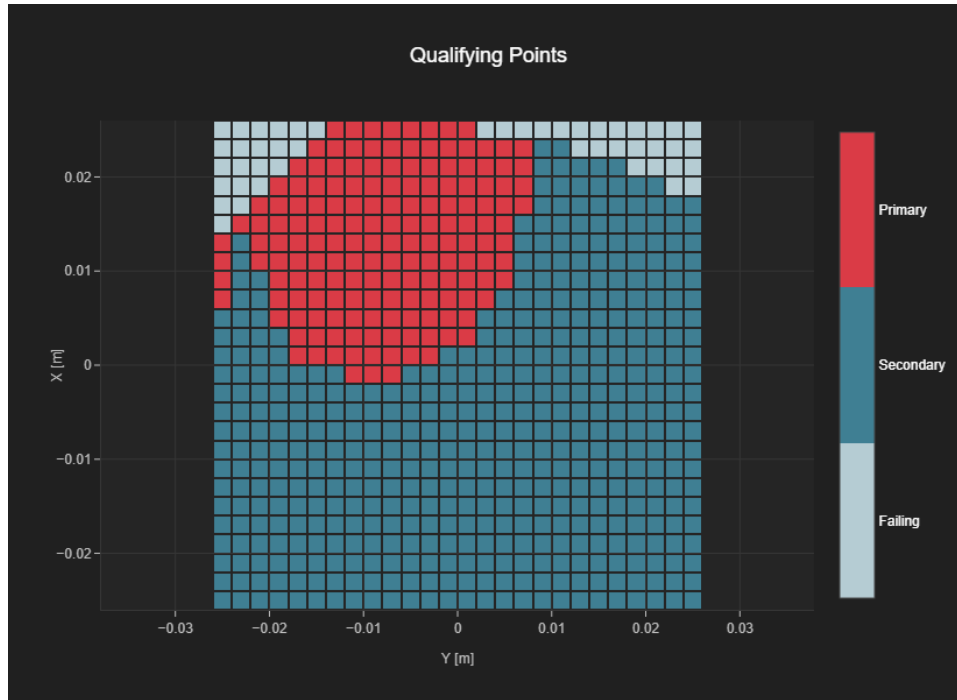 Qualifying Points
0.02
0.01
0
−0.01
−0.02
X [m]
−0.03
−0.02
−0.01
0
0.01
0.02
0.03
Y [m]
Primary
Secondary
Failing